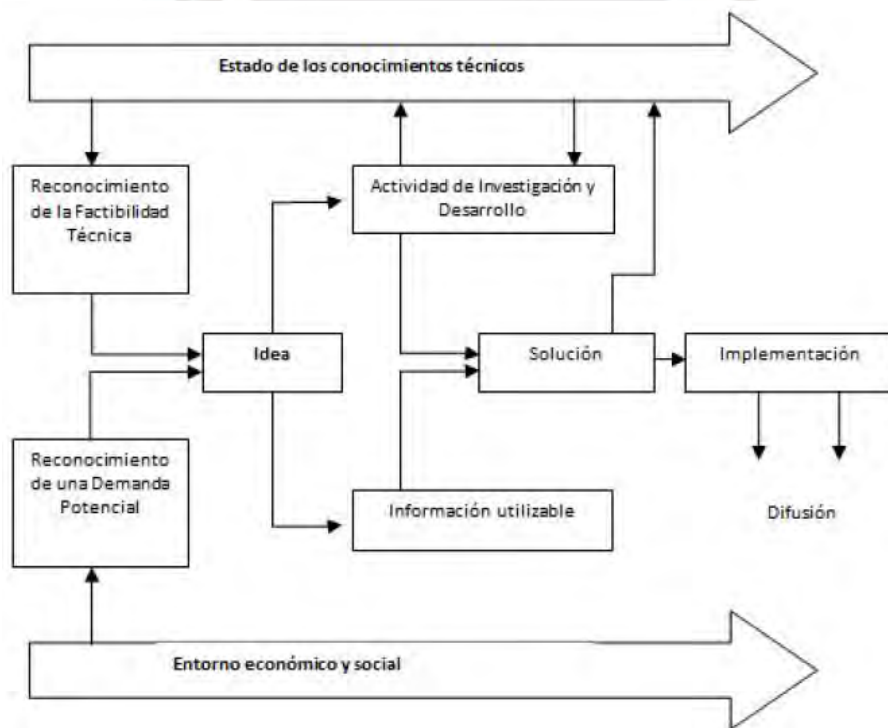 Estado de los conocimientos técnicos
Reconocimiento
de la Factibilidad
Técnica
Actividad de Investigación y
Desarrollo
Idea
Solución
Implementación
Reconocimiento
de una Demanda
Potencial
Información utilizable
Difusión
Entorno económico y social